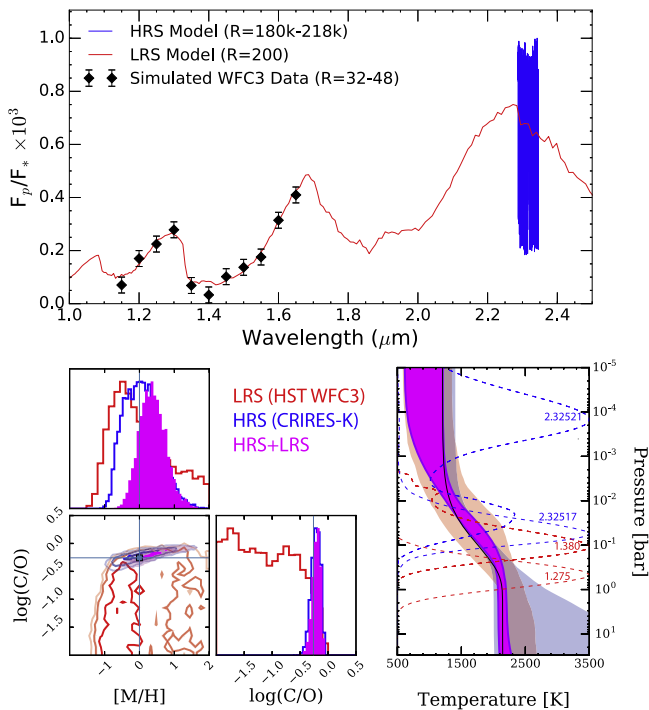 HRS Model (R=180k-218k)
LRS Model (R=200)
Simulated WFC3 Data (R=32-48)
F_p/F_* ×10³
1.0
0.8
0.6
0.4
0.2
0.0
1.0 1.2 1.4 1.6 1.8 2.0 2.2 2.4
Wavelength (μm)
LRS (HST WFC3)
HRS (CRIRES-K)
HRS+LRS
log(C/O)
0.5
0.0
−0.5
−1.0
−1.5
−1 0 1 2
[M/H]
0.5
−1.5 −1.0 −0.5 0.0 0.5
log(C/O)
2.32521
2.32517
1.380
1.275
10⁻⁵
10⁻⁴
10⁻³
10⁻²
10⁻¹
10⁰
10¹
Pressure [bar]
500 1500 2500 3500
Temperature [K]